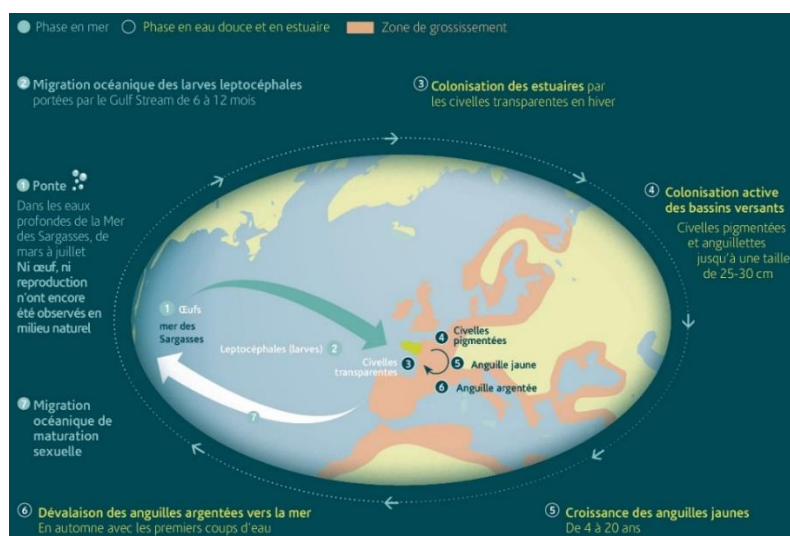 Phase en mer
Phase en eau douce et en estuaire
Zone de grossissement
2 Migration océanique des larves leptocéphales
portées par le Gulf Stream de 6 à 12 mois
3 Colonisation des estuaires par
les civelles transparentes en hiver
1 Ponte
Dans les eaux
profondes de la Mer
des Sargasses, de
mars à juillet
Ni œuf, ni
reproduction
n'ont encore
été observés en
milieu naturel
4 Colonisation active
des bassins versants
Civelles pigmentées
et anguillettes
jusqu'à une taille
de 25-30 cm
1 Œufs
mer des
Sargasses
Leptocéphales (larves) 2
Civelles
transparentes 3
4 Civelles
pigmentées
5 Anguille jaune
6 Anguille argentée
7
7 Migration
océanique de
maturation
sexuelle
6 Dévalaison des anguilles argentées vers la mer
En automne avec les premiers coups d'eau
5 Croissance des anguilles jaunes
De 4 à 20 ans